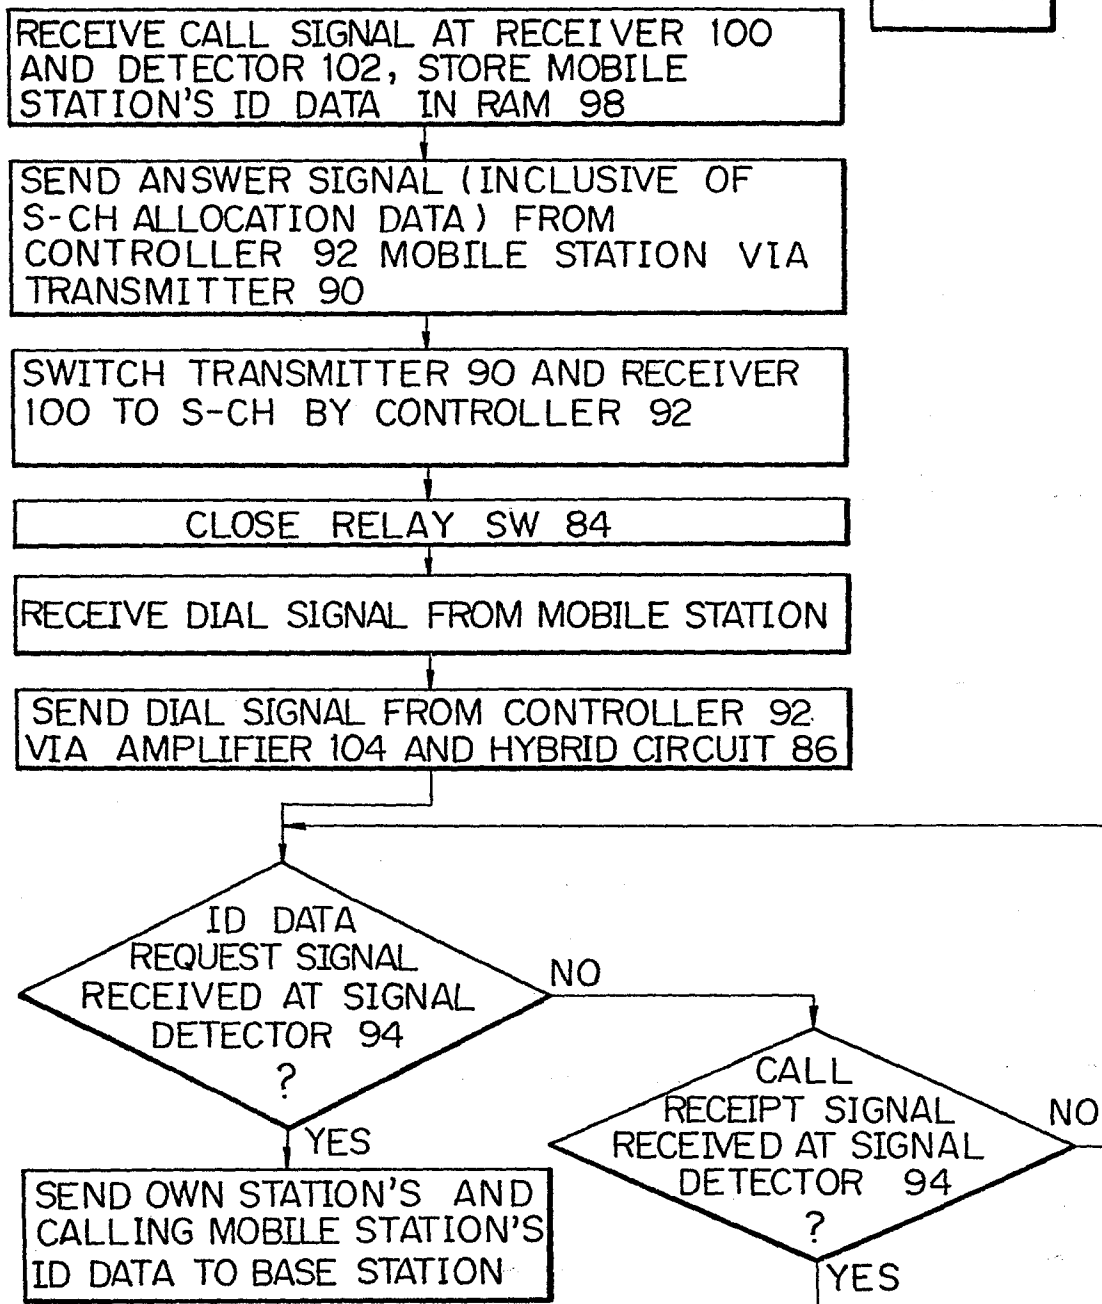 RECEIVE CALL SIGNAL AT RECEIVER 100
AND DETECTOR 102, STORE MOBILE
STATION'S ID DATA IN RAM 98
SEND ANSWER SIGNAL (INCLUSIVE OF
S-CH ALLOCATION DATA) FROM
CONTROLLER 92 MOBILE STATION VIA
TRANSMITTER 90
SWITCH TRANSMITTER 90 AND RECEIVER
100 TO S-CH BY CONTROLLER 92
CLOSE RELAY SW 84
RECEIVE DIAL SIGNAL FROM MOBILE STATION
SEND DIAL SIGNAL FROM CONTROLLER 92
VIA AMPLIFIER 104 AND HYBRID CIRCUIT 86
ID DATA
REQUEST SIGNAL
RECEIVED AT SIGNAL
DETECTOR 94
?
NO
YES
CALL
RECEIPT SIGNAL
RECEIVED AT SIGNAL
DETECTOR 94
?
NO
YES
SEND OWN STATION'S AND
CALLING MOBILE STATION'S
ID DATA TO BASE STATION